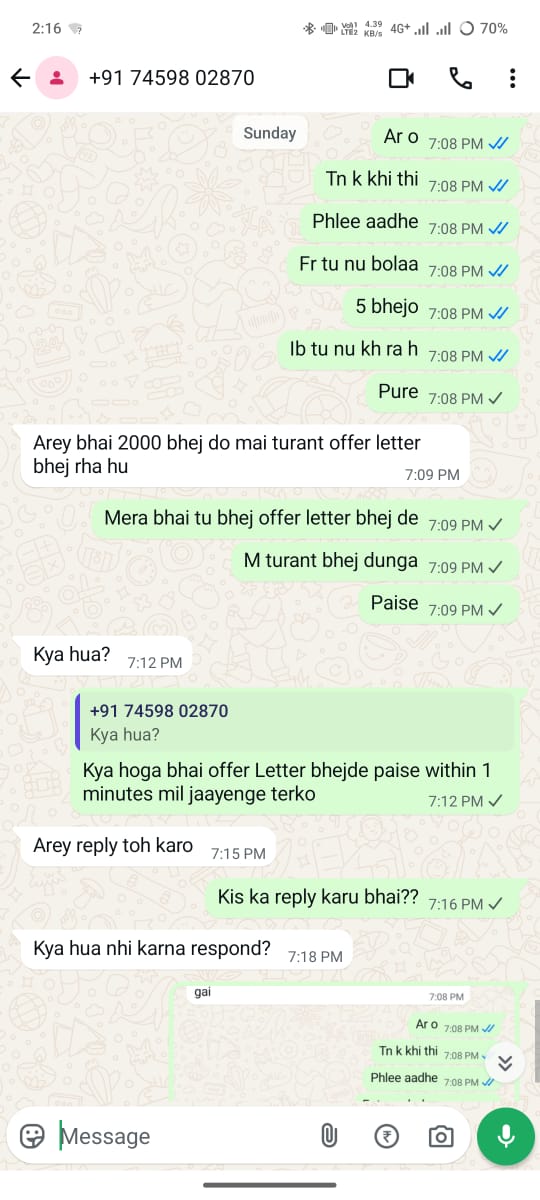 2:16
Vo1) 4.39 4G+ 70%
LTE2 KB/s
+91 74598 02870
Sunday
Ar o 7:08 PM
Tn k khi thi 7:08 PM
Phlee aadhe 7:08 PM
Fr tu nu bolaa 7:08 PM
5 bhejo 7:08 PM
Ib tu nu kh ra h 7:08 PM
Pure 7:08 PM
Arey bhai 2000 bhej do mai turant offer letter
bhej rha hu
7:09 PM
Mera bhai tu bhej offer letter bhej de 7:09 PM
M turant bhej dunga 7:09 PM
Paise 7:09 PM
Kya hua? 7:12 PM
+91 74598 02870
Kya hua?
Kya hoga bhai offer Letter bhejde paise within 1
minutes mil jaayenge terko 7:12 PM
Arey reply toh karo 7:15 PM
Kis ka reply karu bhai?? 7:16 PM
Kya hua nhi karna respond? 7:18 PM
gai 7:08 PM
Ar o 7:08 PM
Tn k khi thi 7:08 PM
Phlee aadhe 7:08 PM
Message